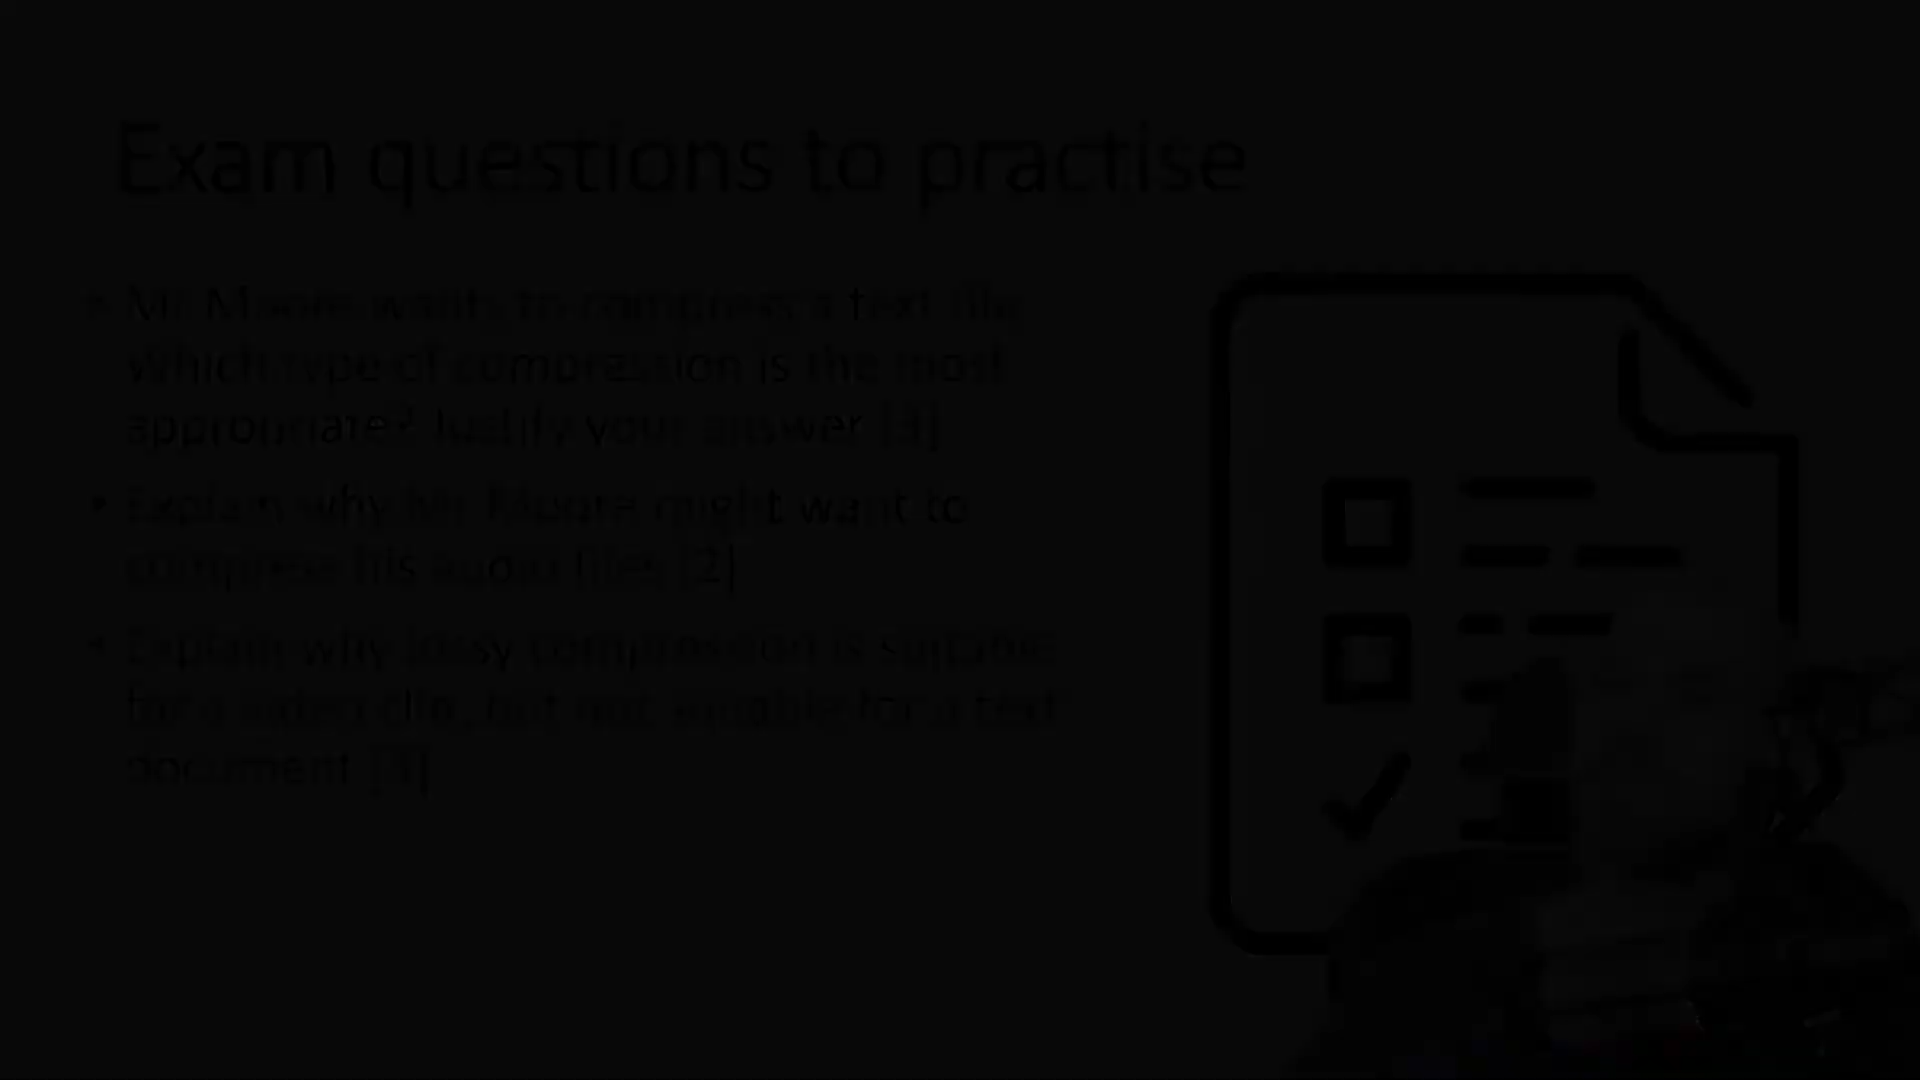 Exam questions to practise
• Mr Moore wants to compress a text file.
Which type of compression is the most
appropriate? Justify your answer [3]
• Explain why Mr Moore might want to
compress his audio files [2]
• Explain why lossy compression is suitable
for a video clip, but not suitable for a text
document [3]